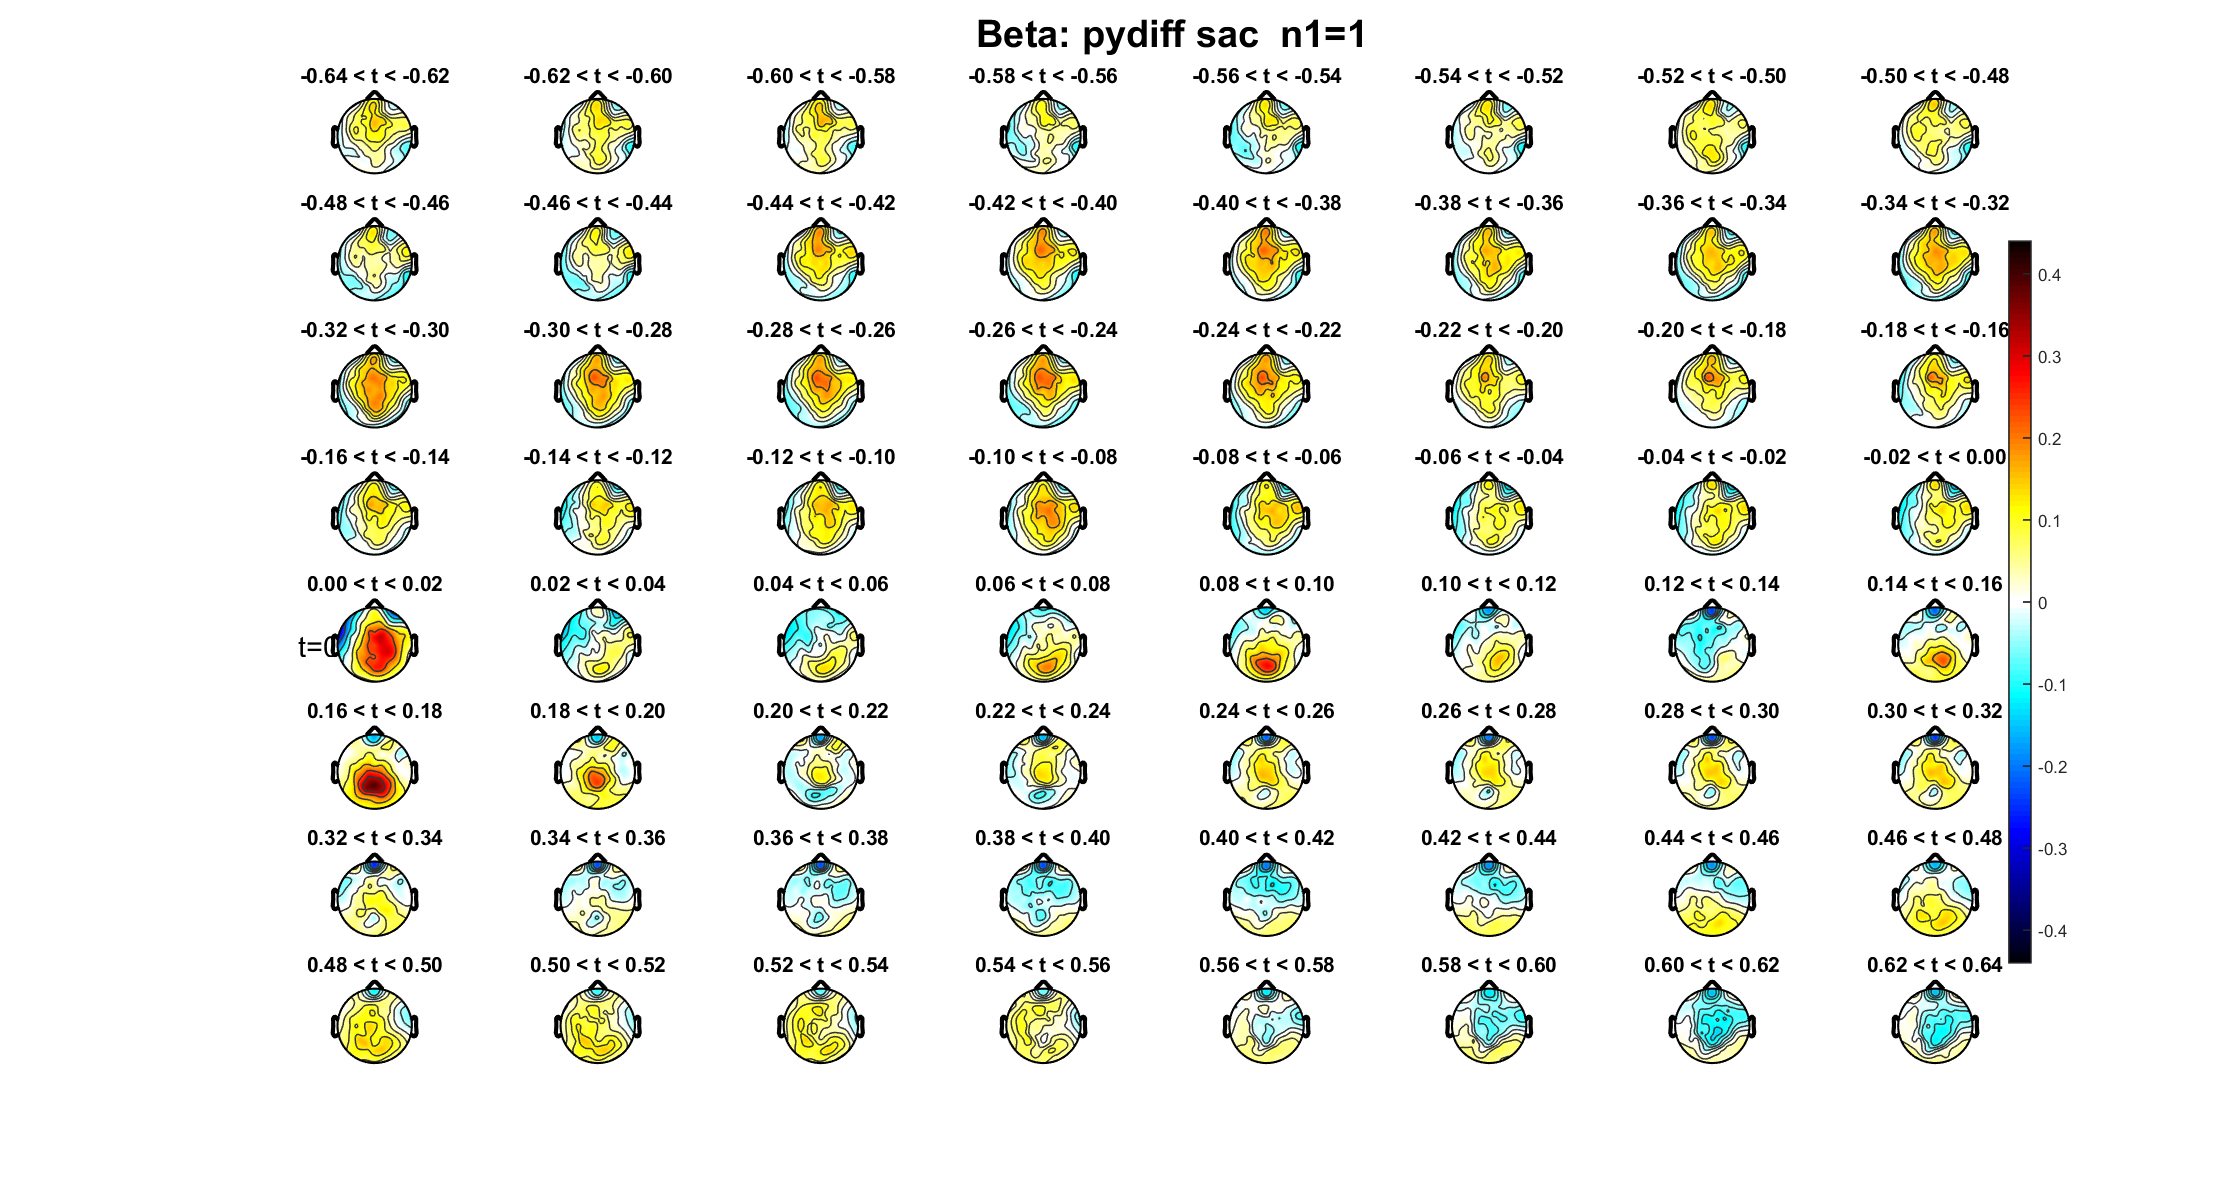 Beta: pydiff sac  n1=1
-0.64 < t < -0.62 -0.62 < t < -0.60 -0.60 < t < -0.58 -0.58 < t < -0.56 -0.56 < t < -0.54 -0.54 < t < -0.52 -0.52 < t < -0.50 -0.50 < t < -0.48
-0.48 < t < -0.46 -0.46 < t < -0.44 -0.44 < t < -0.42 -0.42 < t < -0.40 -0.40 < t < -0.38 -0.38 < t < -0.36 -0.36 < t < -0.34 -0.34 < t < -0.32
-0.32 < t < -0.30 -0.30 < t < -0.28 -0.28 < t < -0.26 -0.26 < t < -0.24 -0.24 < t < -0.22 -0.22 < t < -0.20 -0.20 < t < -0.18 -0.18 < t < -0.16
-0.16 < t < -0.14 -0.14 < t < -0.12 -0.12 < t < -0.10 -0.10 < t < -0.08 -0.08 < t < -0.06 -0.06 < t < -0.04 -0.04 < t < -0.02 -0.02 < t < 0.00
0.00 < t < 0.02 0.02 < t < 0.04 0.04 < t < 0.06 0.06 < t < 0.08 0.08 < t < 0.10 0.10 < t < 0.12 0.12 < t < 0.14 0.14 < t < 0.16
t=0
0.16 < t < 0.18 0.18 < t < 0.20 0.20 < t < 0.22 0.22 < t < 0.24 0.24 < t < 0.26 0.26 < t < 0.28 0.28 < t < 0.30 0.30 < t < 0.32
0.32 < t < 0.34 0.34 < t < 0.36 0.36 < t < 0.38 0.38 < t < 0.40 0.40 < t < 0.42 0.42 < t < 0.44 0.44 < t < 0.46 0.46 < t < 0.48
0.48 < t < 0.50 0.50 < t < 0.52 0.52 < t < 0.54 0.54 < t < 0.56 0.56 < t < 0.58 0.58 < t < 0.60 0.60 < t < 0.62 0.62 < t < 0.64
0.4
0.3
0.2
0.1
0
-0.1
-0.2
-0.3
-0.4